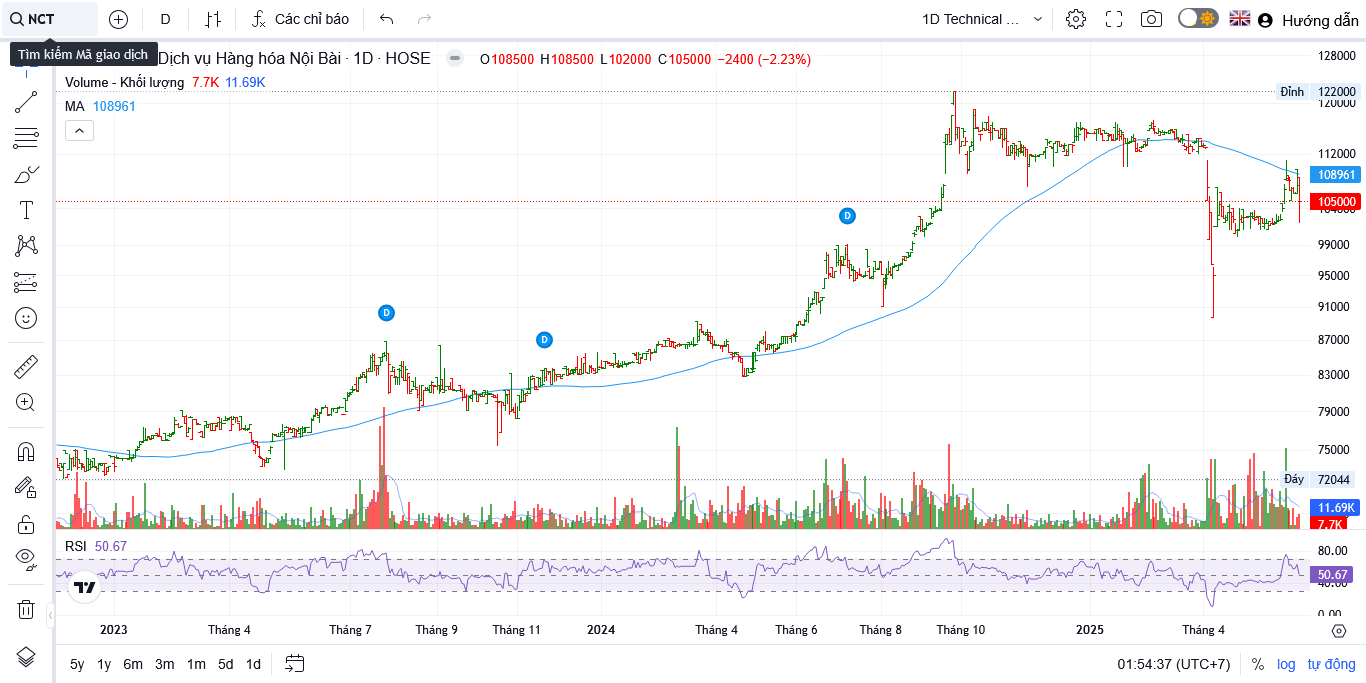 NCT
D
Các chỉ báo
1D Technical ...
Hướng dẫn
Tìm kiếm Mã giao dịch
Dịch vụ Hàng hóa Nội Bài · 1D · HOSE
O108500 H108500 L102000 C105000 −2400 (−2.23%)
Volume - Khối lượng 7.7K 11.69K
MA 108961
128000
Đỉnh 122000
120000
112000
108961
105000
104000
99000
95000
91000
87000
83000
79000
75000
Đáy 72044
11.69K
7.7K
D
D
D
RSI 50.67
80.00
50.67
40.00
0.00
2023 Tháng 4 Tháng 7 Tháng 9 Tháng 11 2024 Tháng 4 Tháng 6 Tháng 8 Tháng 10 2025 Tháng 4
5y 1y 6m 3m 1m 5d 1d
01:54:37 (UTC+7) % log tự động